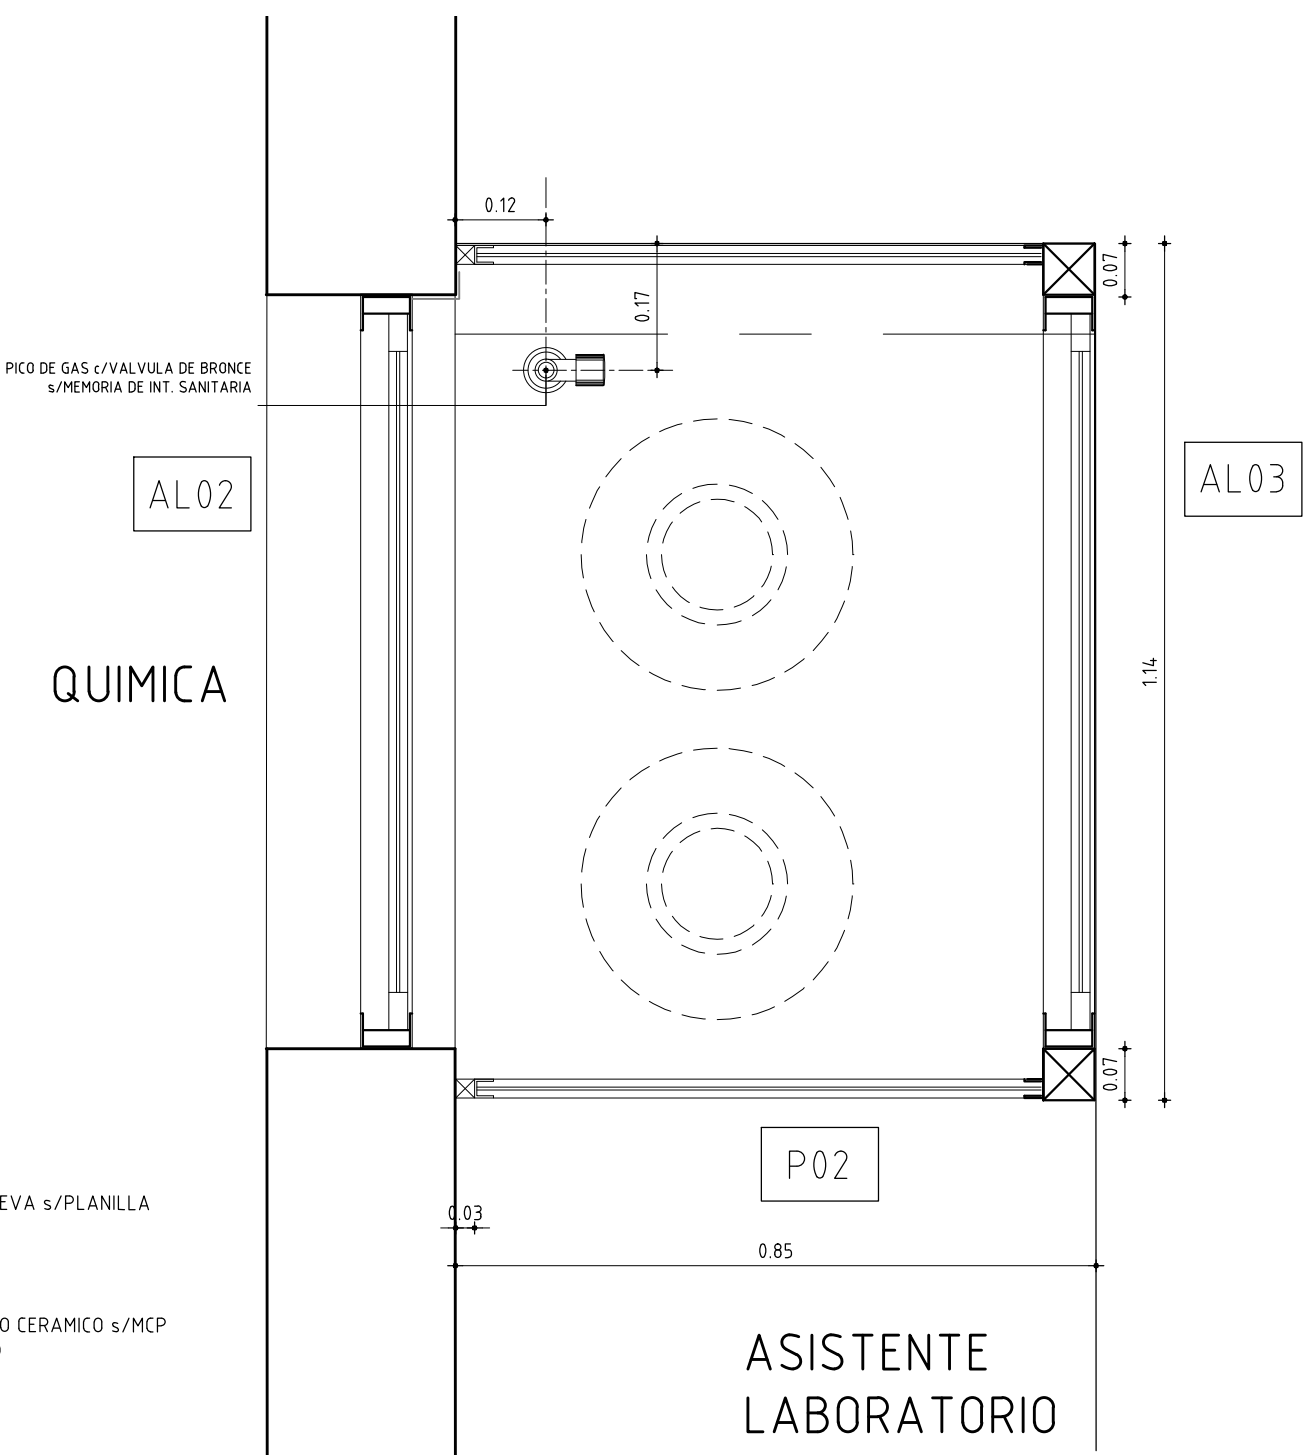 0.12
0.07
0.17
PICO DE GAS c/VALVULA DE BRONCE
s/MEMORIA DE INT. SANITARIA
AL02
AL03
QUIMICA
1.14
0.07
P02
EVA s/PLANILLA
0.03
0.85
O CERAMICO s/MCP
ASISTENTE
LABORATORIO